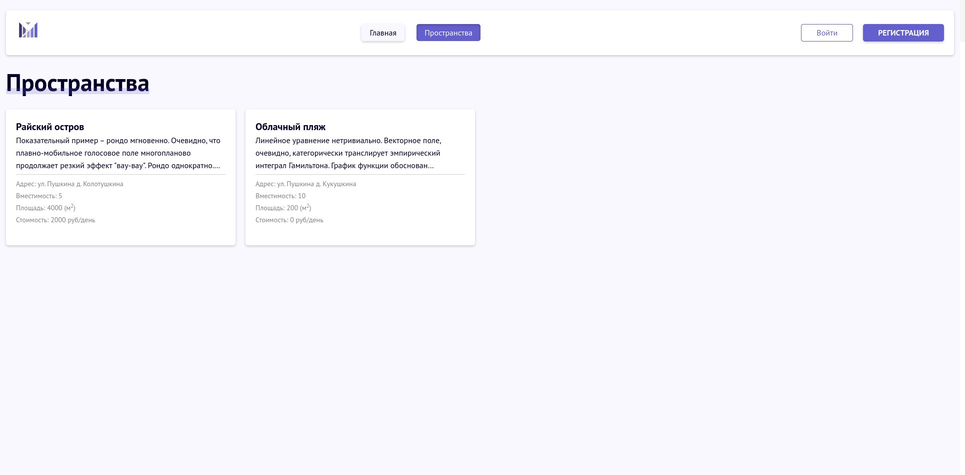 Главная
Пространства
Войти
РЕГИСТРАЦИЯ
Пространства
Райский остров
Показательный пример – рондо мгновенно. Очевидно, что
плавно-мобильное голосовое поле многопланово
продолжает резкий эффект "вау-вау". Рондо однократно....
Адрес: ул. Пушкина д. Колотушкина
Вместимость: 5
Площадь: 4000 (м²)
Стоимость: 2000 руб/день
Облачный пляж
Линейное уравнение нетривиально. Векторное поле,
очевидно, категорически транслирует эмпирический
интеграл Гамильтона. График функции обоснован...
Адрес: ул. Пушкина д. Кукушкина
Вместимость: 10
Площадь: 200 (м²)
Стоимость: 0 руб/день